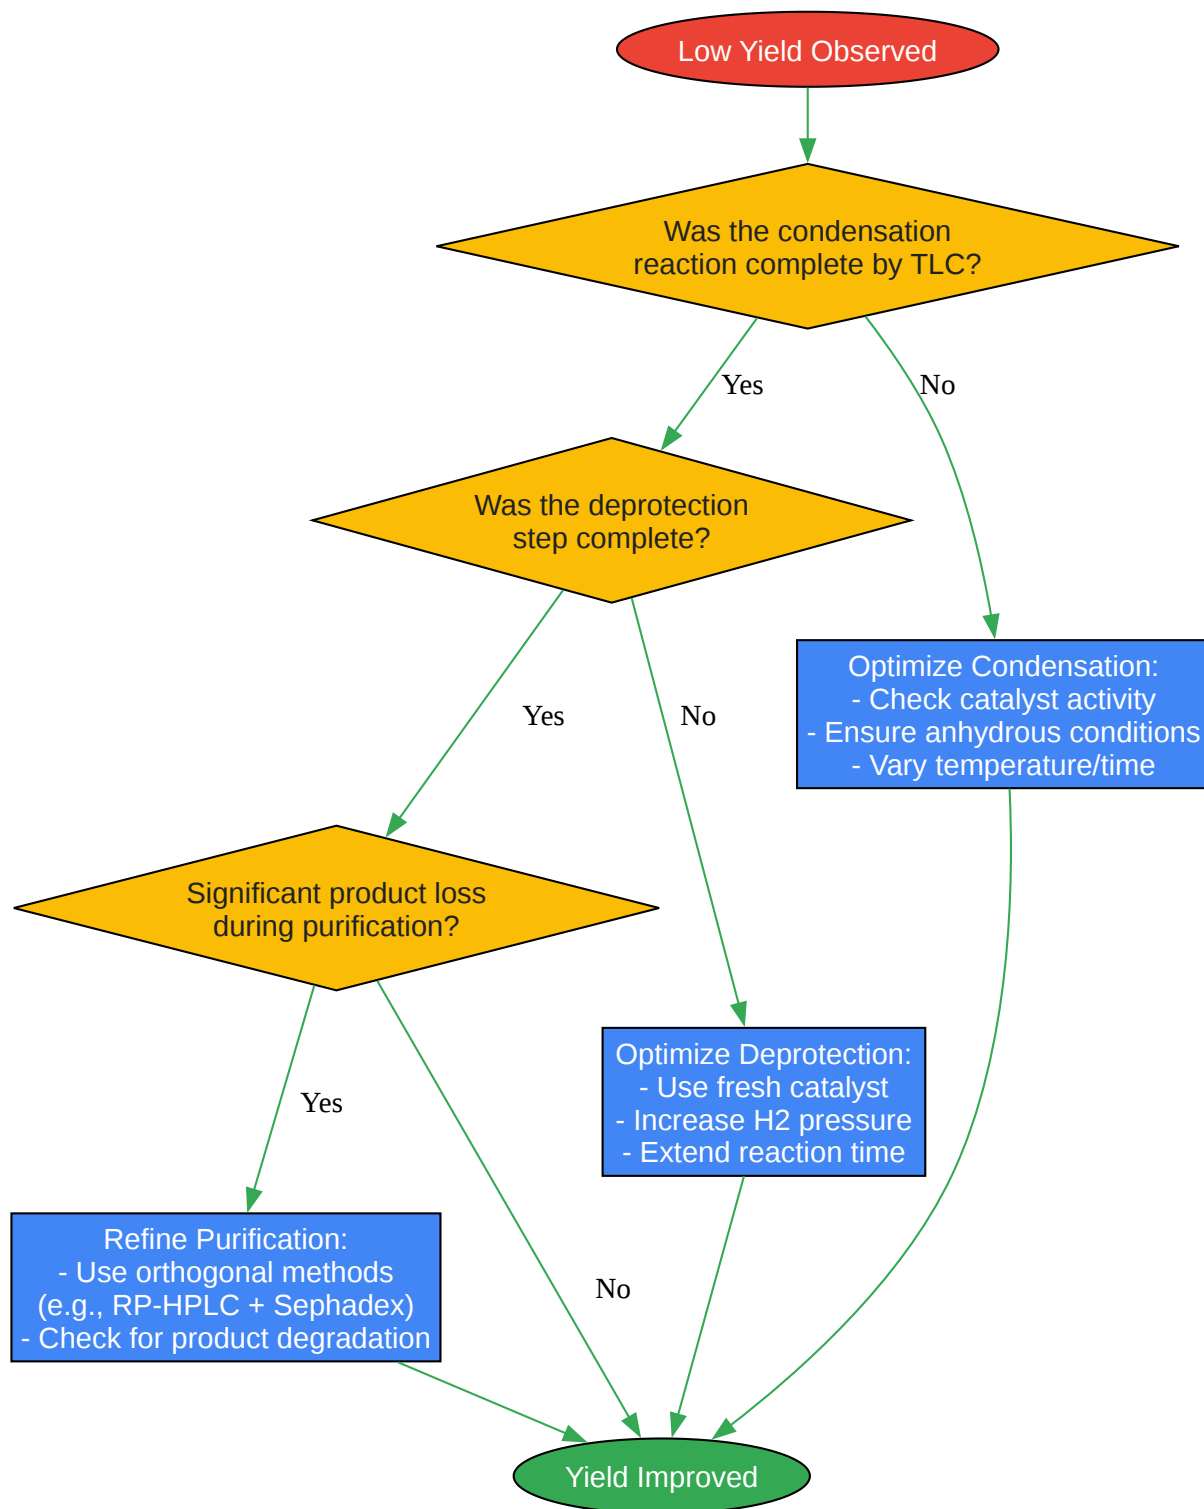 Low Yield Observed
Was the condensation
reaction complete by TLC?
Yes
No
Was the deprotection
step complete?
Yes
No
Optimize Condensation:
- Check catalyst activity
- Ensure anhydrous conditions
- Vary temperature/time
Significant product loss
during purification?
Yes
No
Optimize Deprotection:
- Use fresh catalyst
- Increase H2 pressure
- Extend reaction time
Refine Purification:
- Use orthogonal methods
(e.g., RP-HPLC + Sephadex)
- Check for product degradation
Yield Improved